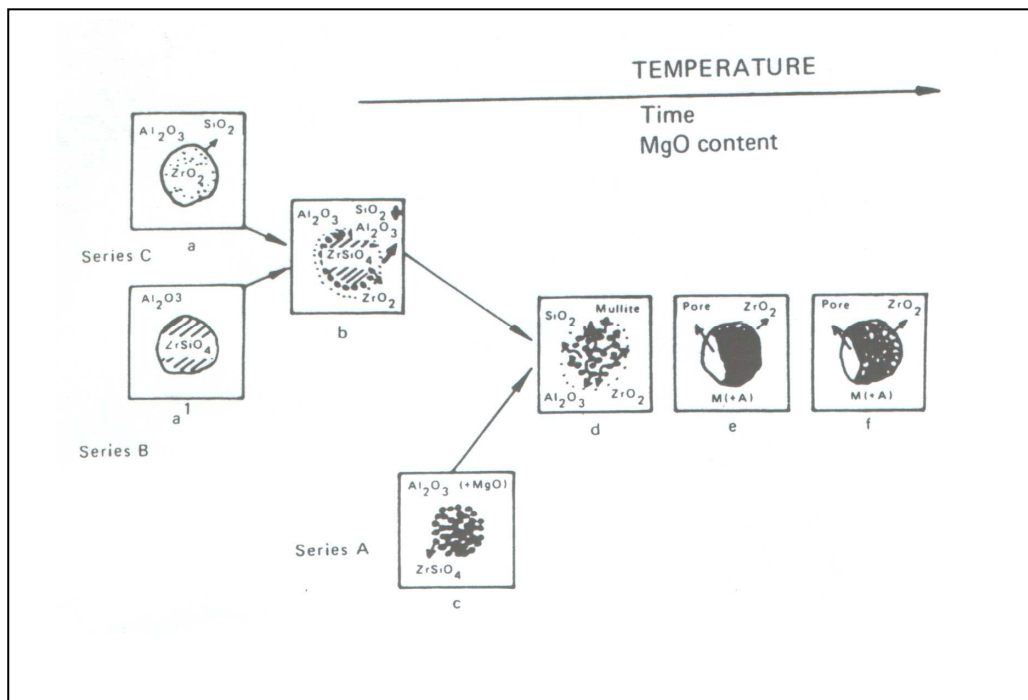 TEMPERATURE
Time
MgO content
Al₂O₃ SiO₂
ZrO₂
a
Series C
Al₂O3
ZrSiO₄
a1
Series B
SiO₂
Al₂O₃
Al₂O₃
ZrSiO₄
ZrO₂
b
SiO₂ Mullite
Al₂O₃ ZrO₂
d
Pore ZrO₂
M(+A)
e
Pore ZrO₂
M(+A)
f
Series A
Al₂O₃ (+MgO)
ZrSiO₄
c